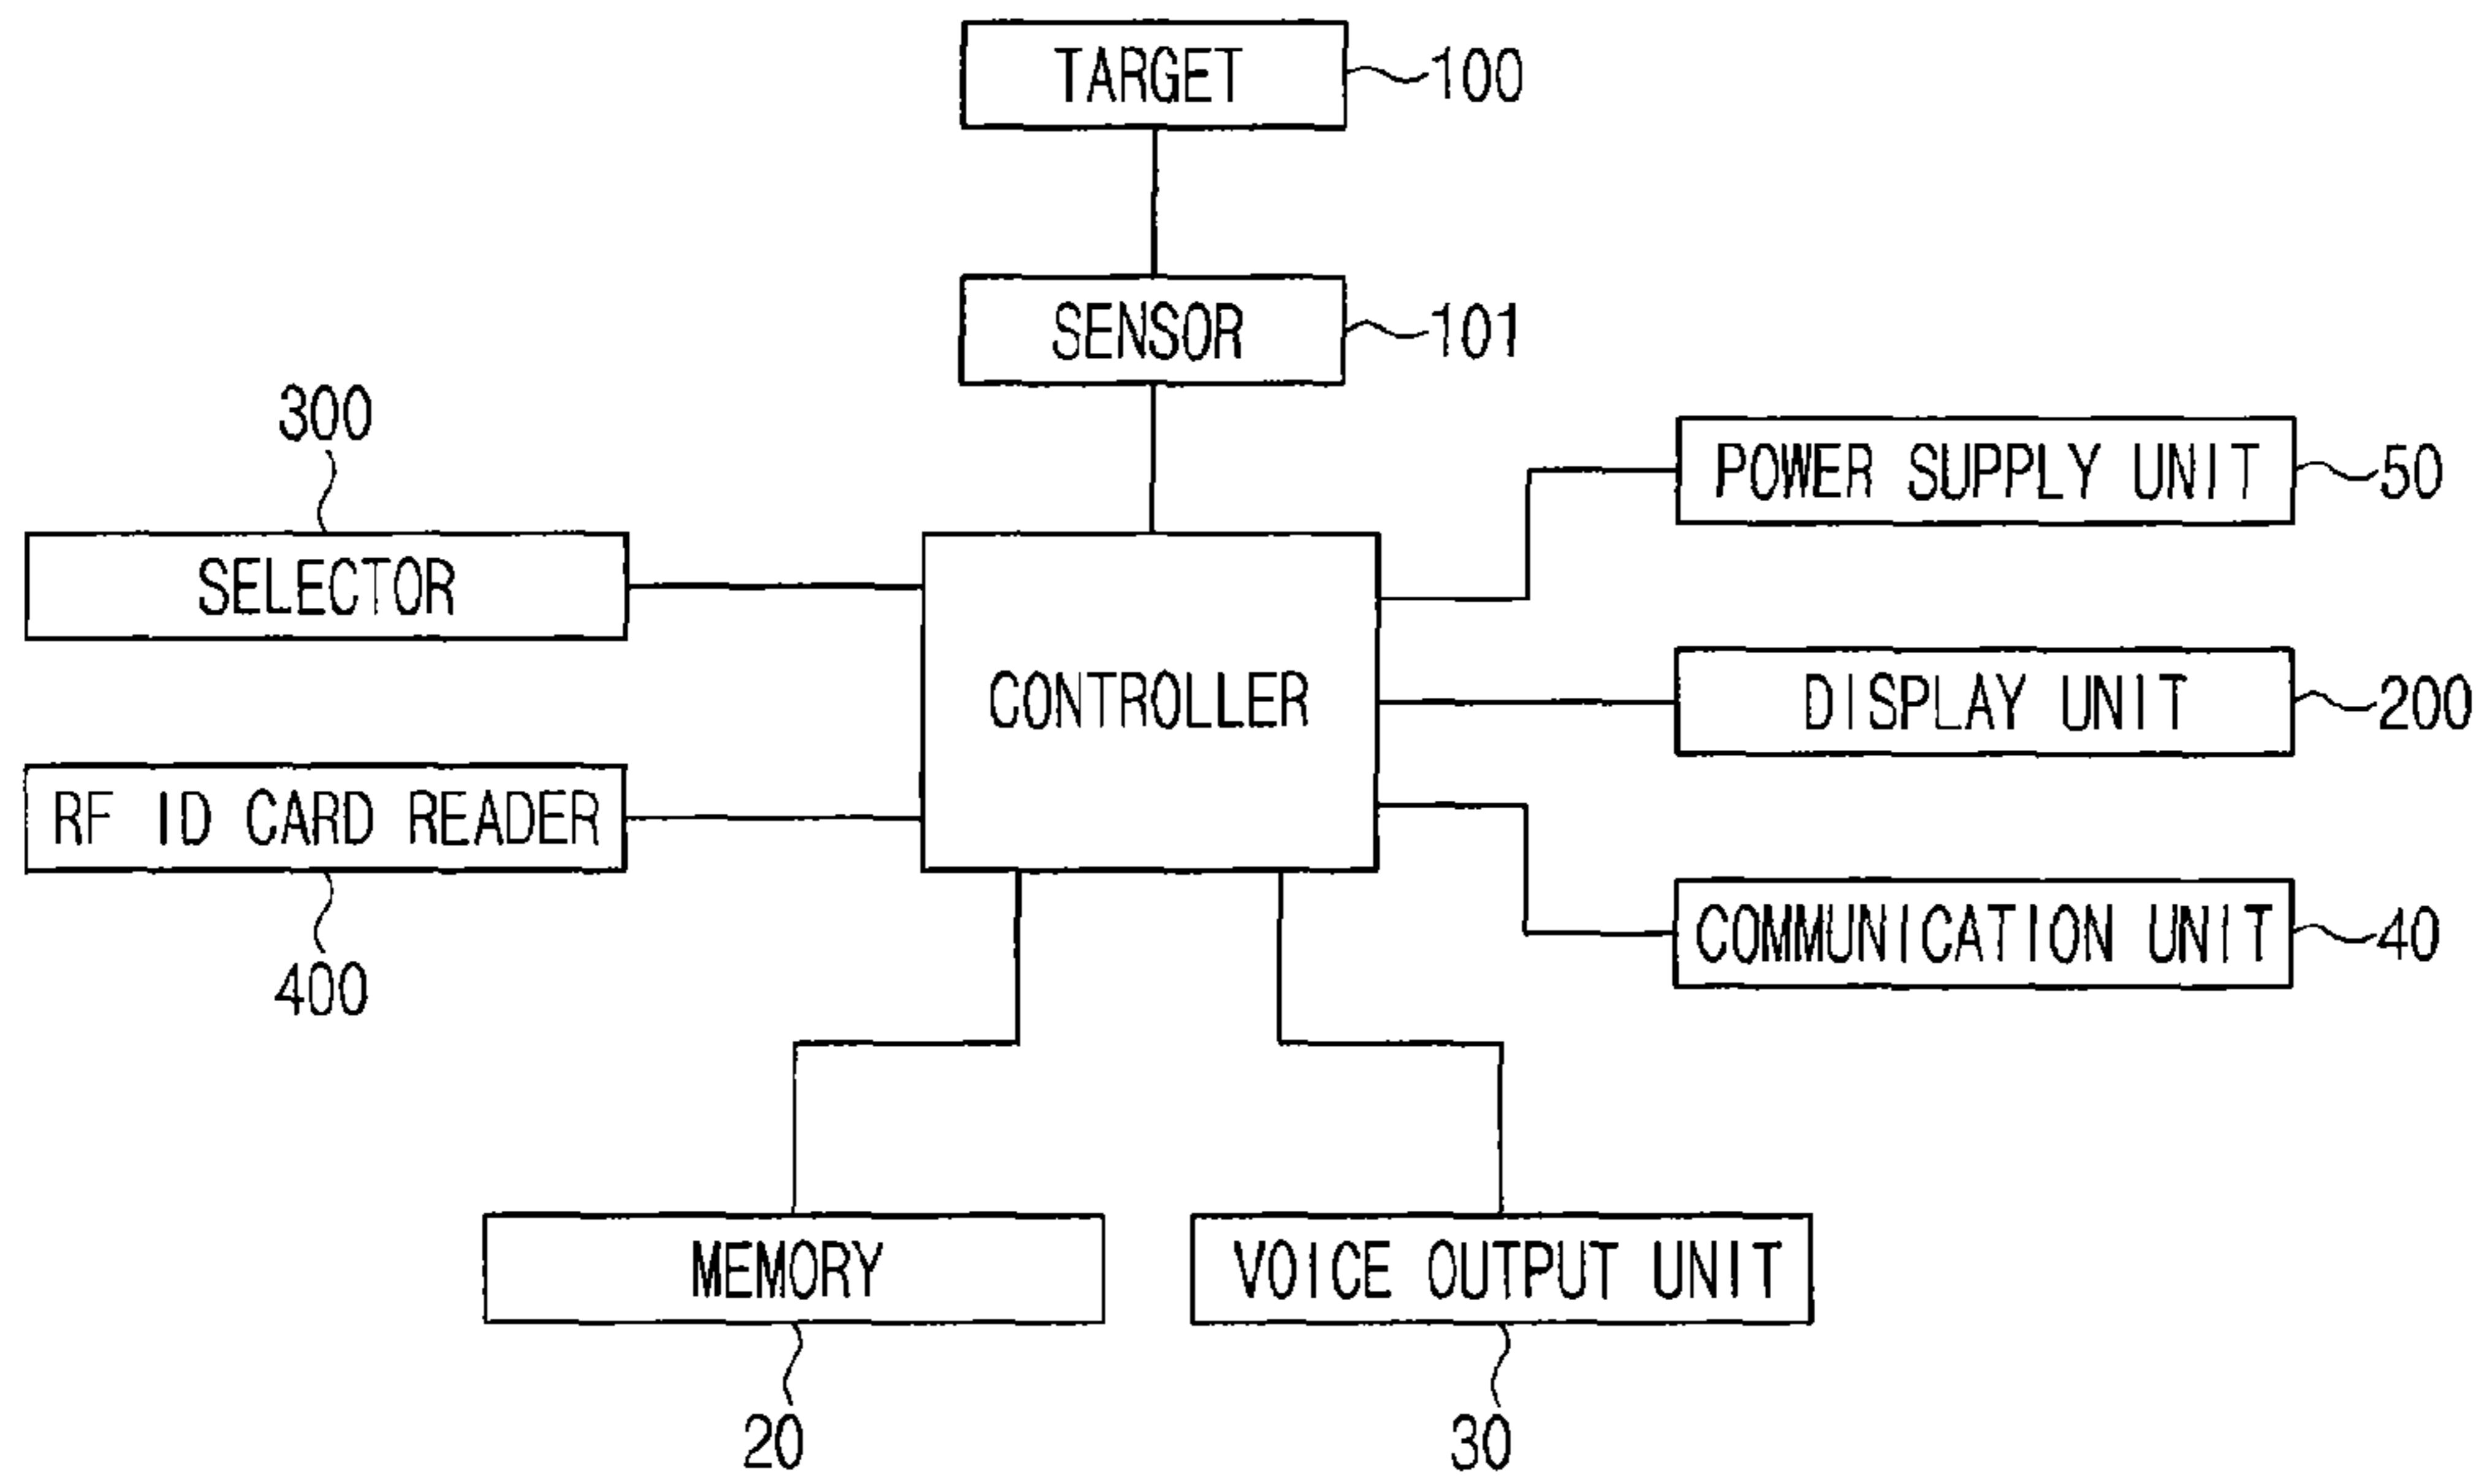 TARGET
100
SENSOR
101
300
SELECTOR
POWER SUPPLY UNIT
50
CONTROLLER
DISPLAY UNIT
200
RF ID CARD READER
400
COMMUNICATION UNIT
40
MEMORY
20
VOICE OUTPUT UNIT
30